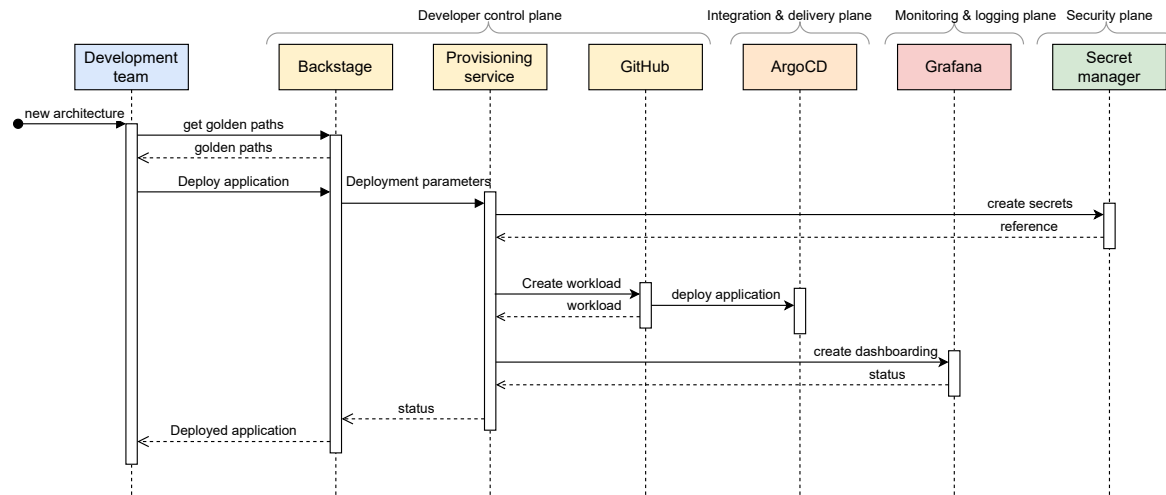 Developer control plane
Integration & delivery plane
Monitoring & logging plane
Security plane
Development
team
Backstage
Provisioning
service
GitHub
ArgoCD
Grafana
Secret
manager
new architecture
get golden paths
golden paths
Deploy application
Deployment parameters
create secrets
reference
Create workload
deploy application
workload
create dashboarding
status
status
Deployed application